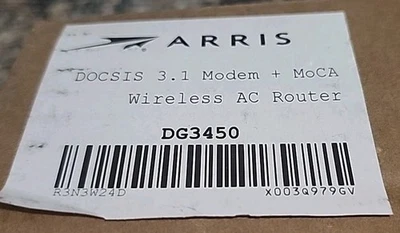 ARRIS
DOCSIS 3.1 Modem + MoCA
Wireless AC Router
DG3450
R3N3W24D X003Q979GV